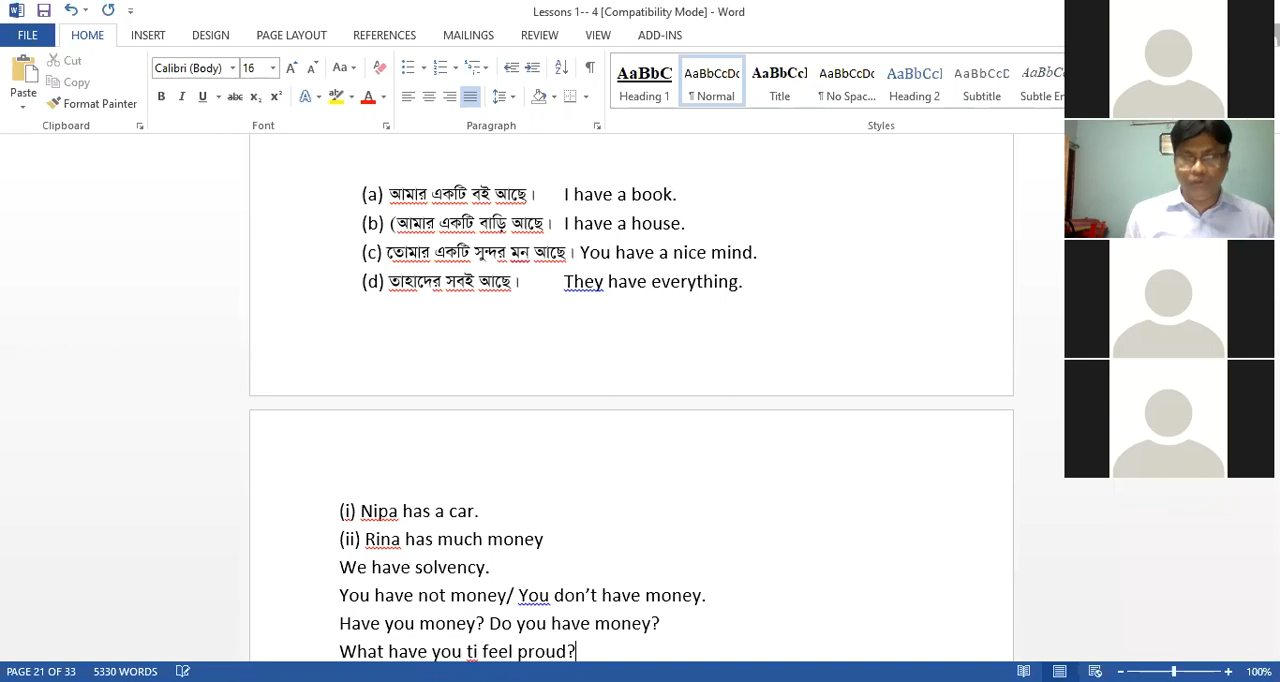 Lessons 1-- 4 [Compatibility Mode] - Word
FILE HOME INSERT DESIGN PAGE LAYOUT REFERENCES MAILINGS REVIEW VIEW ADD-INS
Paste
Cut
Copy
Format Painter
Clipboard
Calibri (Body) 16
Font
Paragraph
AaBbC AaBbCcDc AaBbCc] AaBbCcDc AaBbCc] AaBbCcD AaBbCcD
Heading 1 ¶ Normal Title ¶ No Spac... Heading 2 Subtitle Subtle Em
Styles
(a) আমার একটি বই আছে। I have a book.
(b) (আমার একটি বাড়ি আছে। I have a house.
(c) তোমার একটি সুন্দর মন আছে। You have a nice mind.
(d) তাহাদের সবই আছে। They have everything.
(i) Nipa has a car.
(ii) Rina has much money
We have solvency.
You have not money/ You don’t have money.
Have you money? Do you have money?
What have you ti feel proud?
PAGE 21 OF 33 5330 WORDS 100%